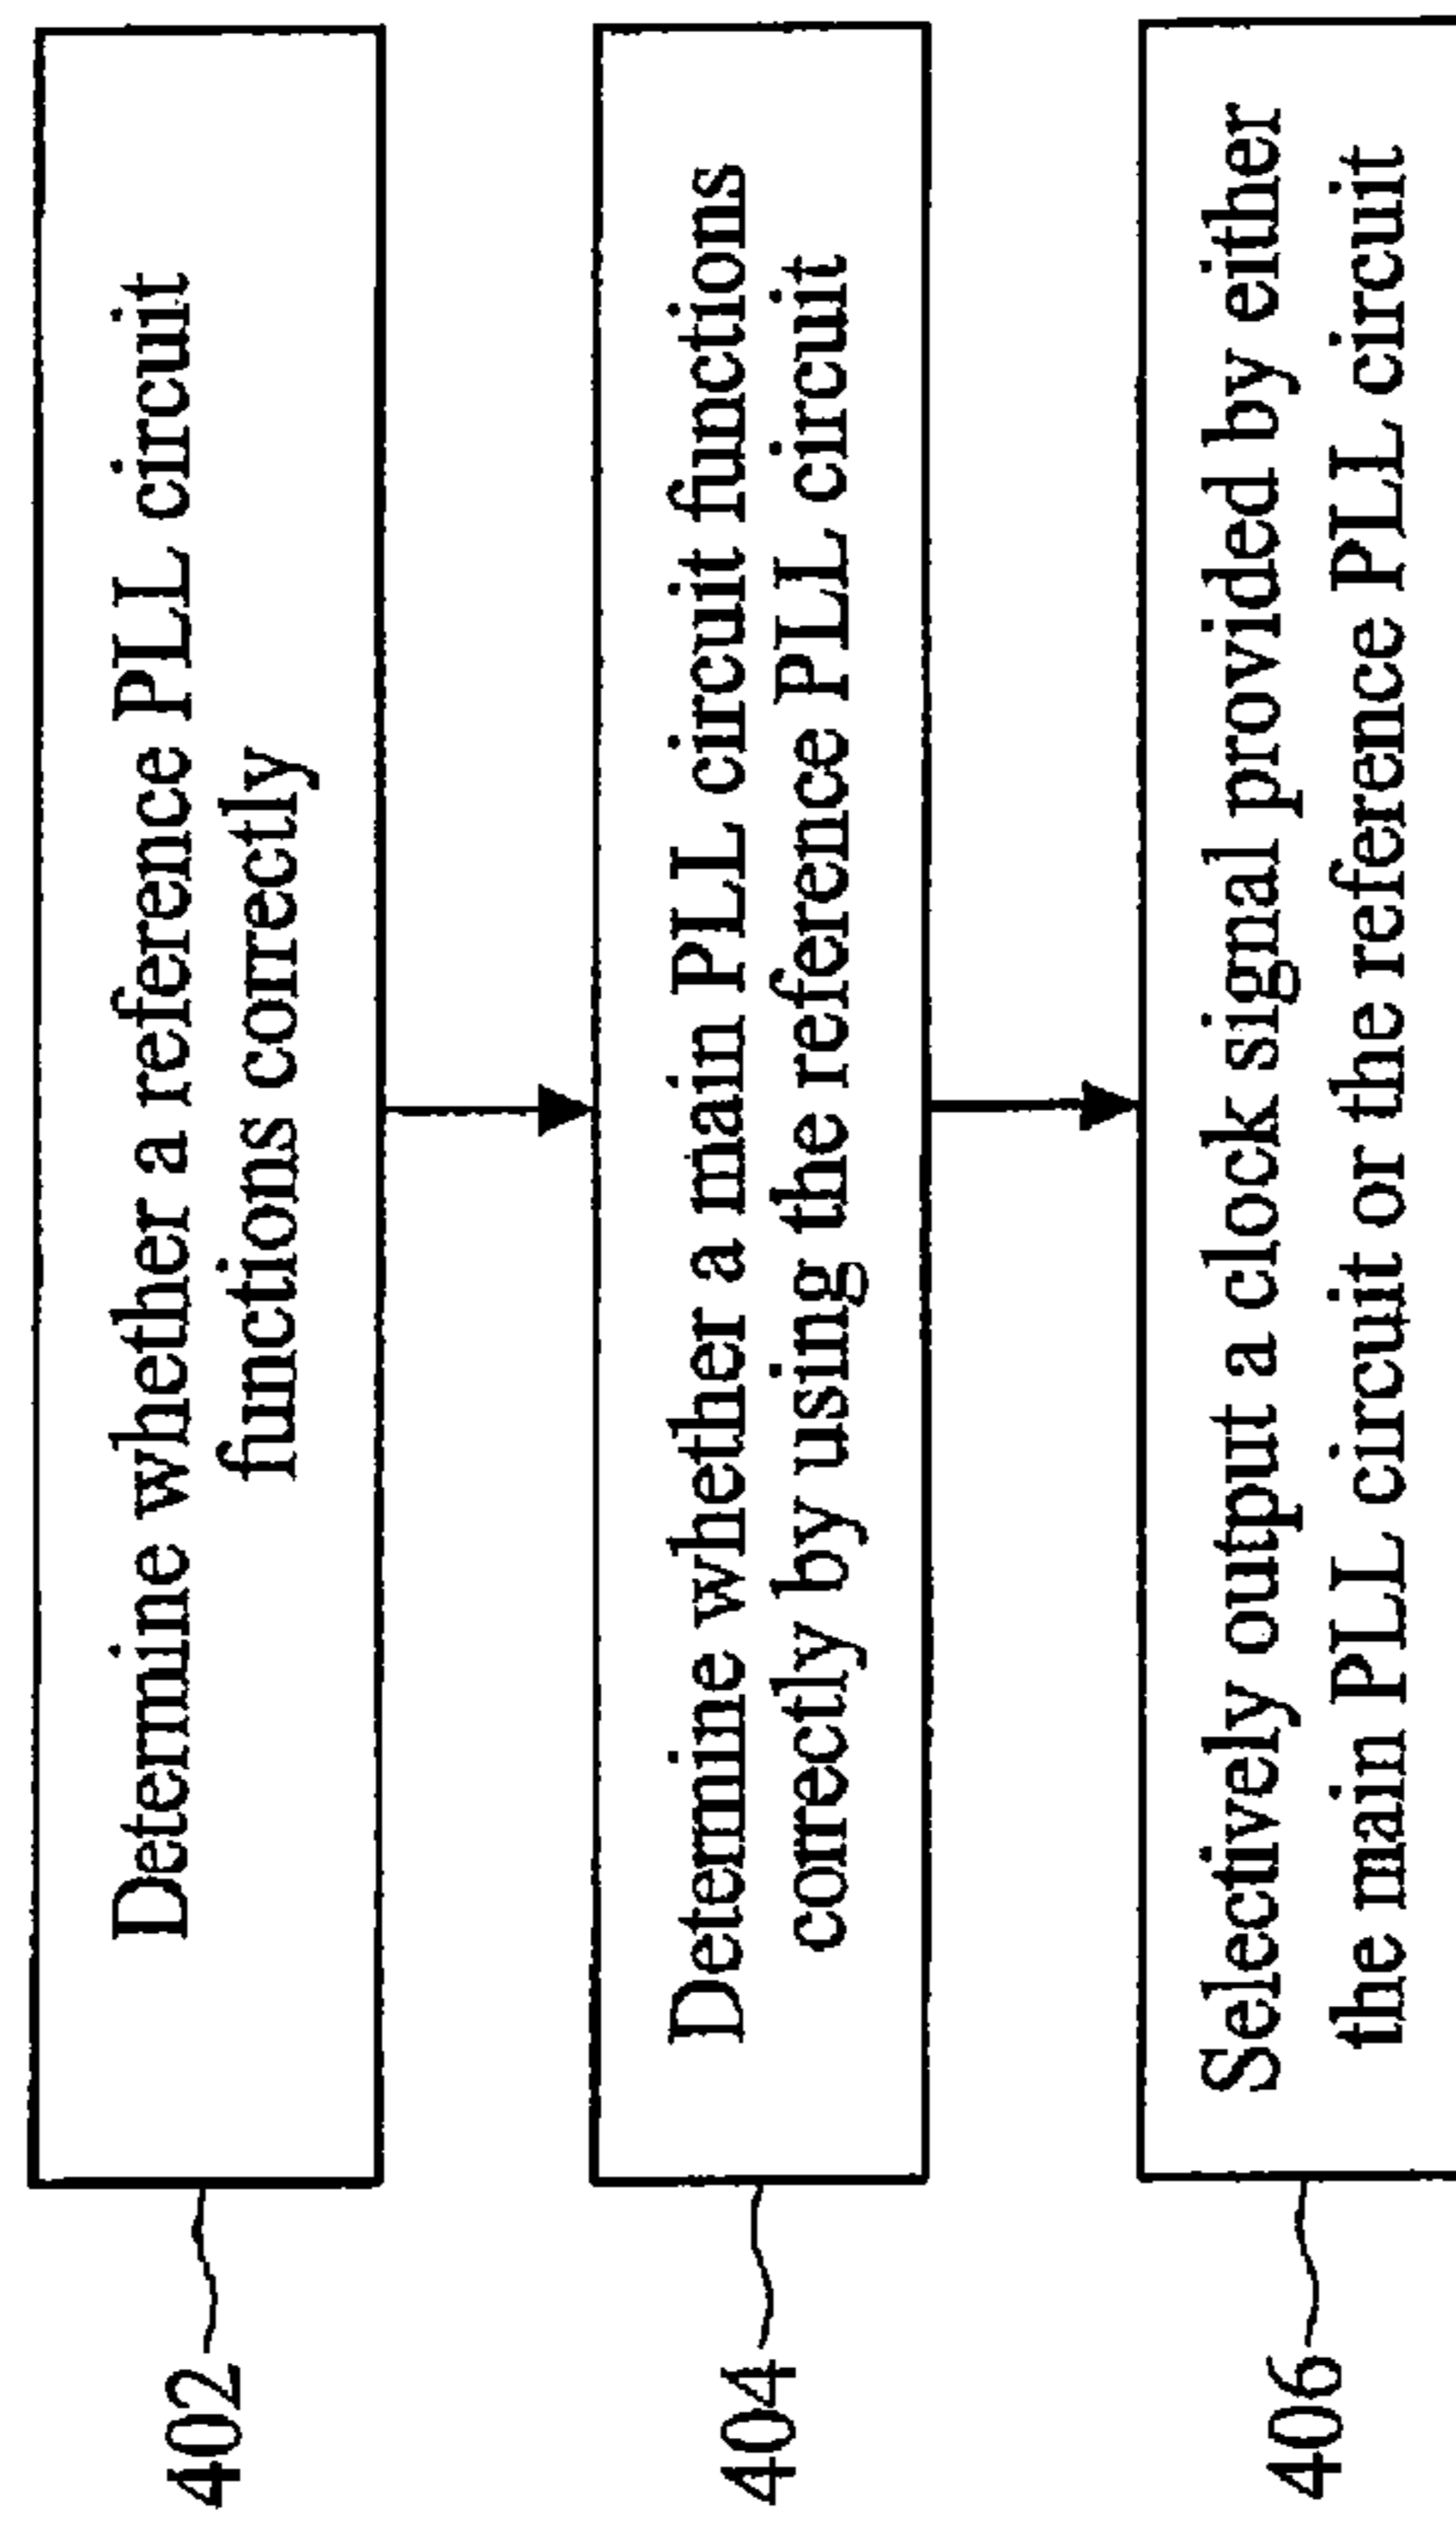 402
Determine whether a reference PLL circuit
functions correctly
404
Determine whether a main PLL circuit functions
correctly by using the reference PLL circuit
406
Selectively output a clock signal provided by either
the main PLL circuit or the reference PLL circuit